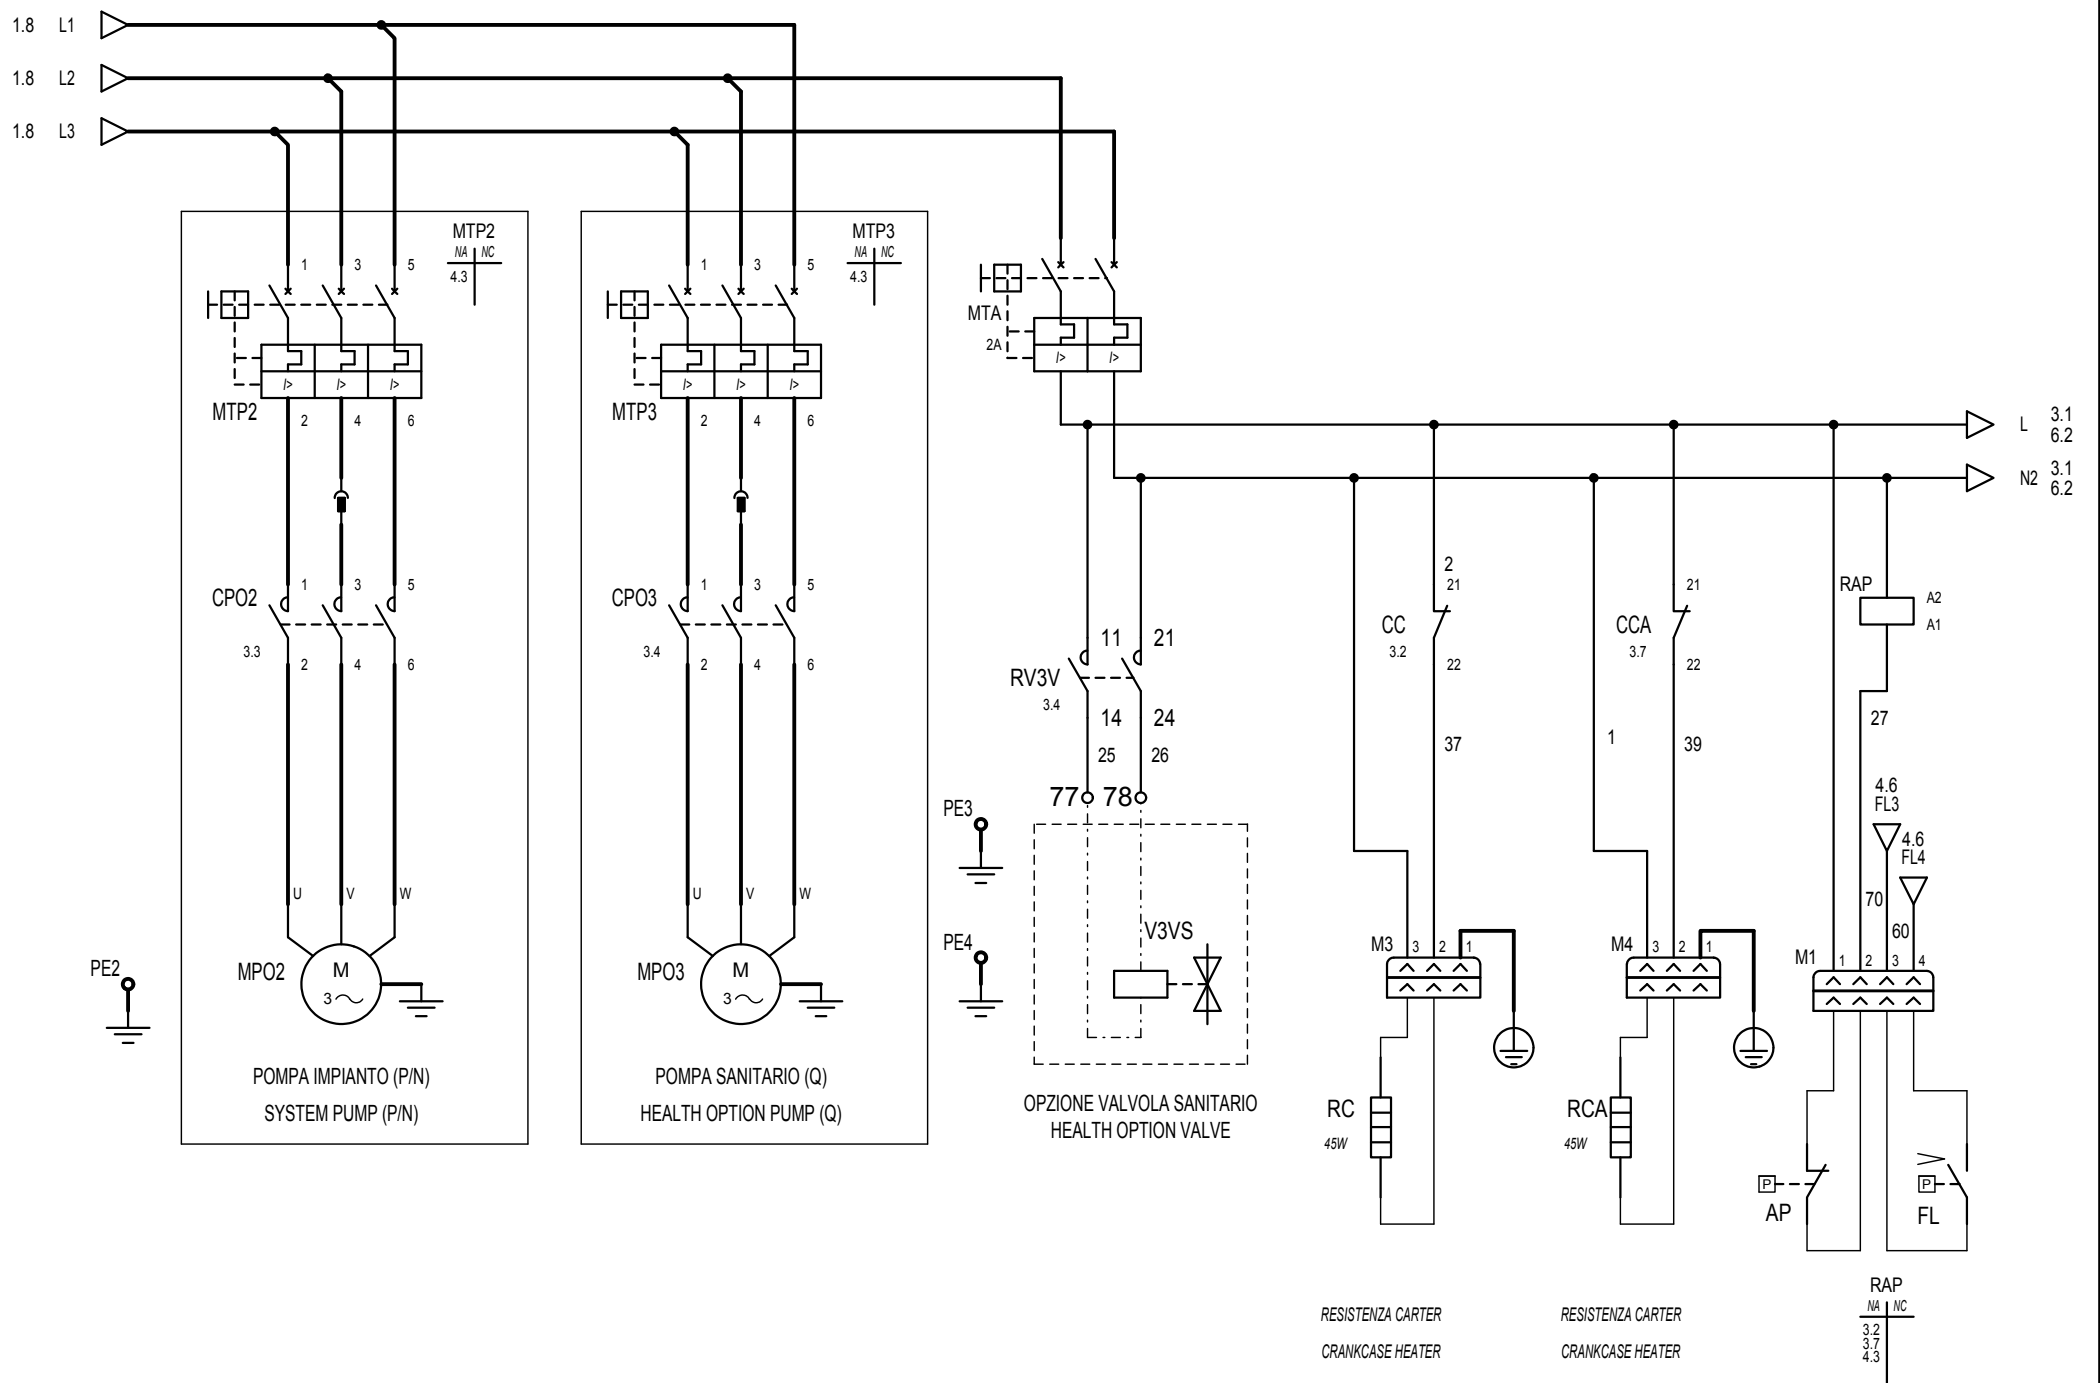 1.8 L1
1.8 L2
1.8 L3
MTP2
NA NC
4.3
1 3 5
I> I> I>
MTP2
2 4 6
CPO2
1 3 5
3.3
2 4 6
U V W
PE2
MPO2
M
3
POMPA IMPIANTO (P/N)
SYSTEM PUMP (P/N)
MTP3
NA NC
4.3
1 3 5
I> I> I>
MTP3
2 4 6
CPO3
1 3 5
3.4
2 4 6
U V W
MPO3
M
3
POMPA SANITARIO (Q)
HEALTH OPTION PUMP (Q)
MTA
2A
I> I>
L 3.1
6.2
N2 3.1
6.2
11 21
RV3V
3.4
14 24
25 26
77 78
PE3
PE4
V3VS
OPZIONE VALVOLA SANITARIO
HEALTH OPTION VALVE
2
21
CC
3.2
22
37
M3 3 2 1
RC
45W
RESISTENZA CARTER
CRANKCASE HEATER
21
CCA
3.7
22
1 39
M4 3 2 1
RCA
45W
RESISTENZA CARTER
CRANKCASE HEATER
RAP
A2
A1
27
4.6
FL3
4.6
FL4
70
60
M1 1 2 3 4
P
AP
P
FL
RAP
NA NC
3.2
3.7
4.3